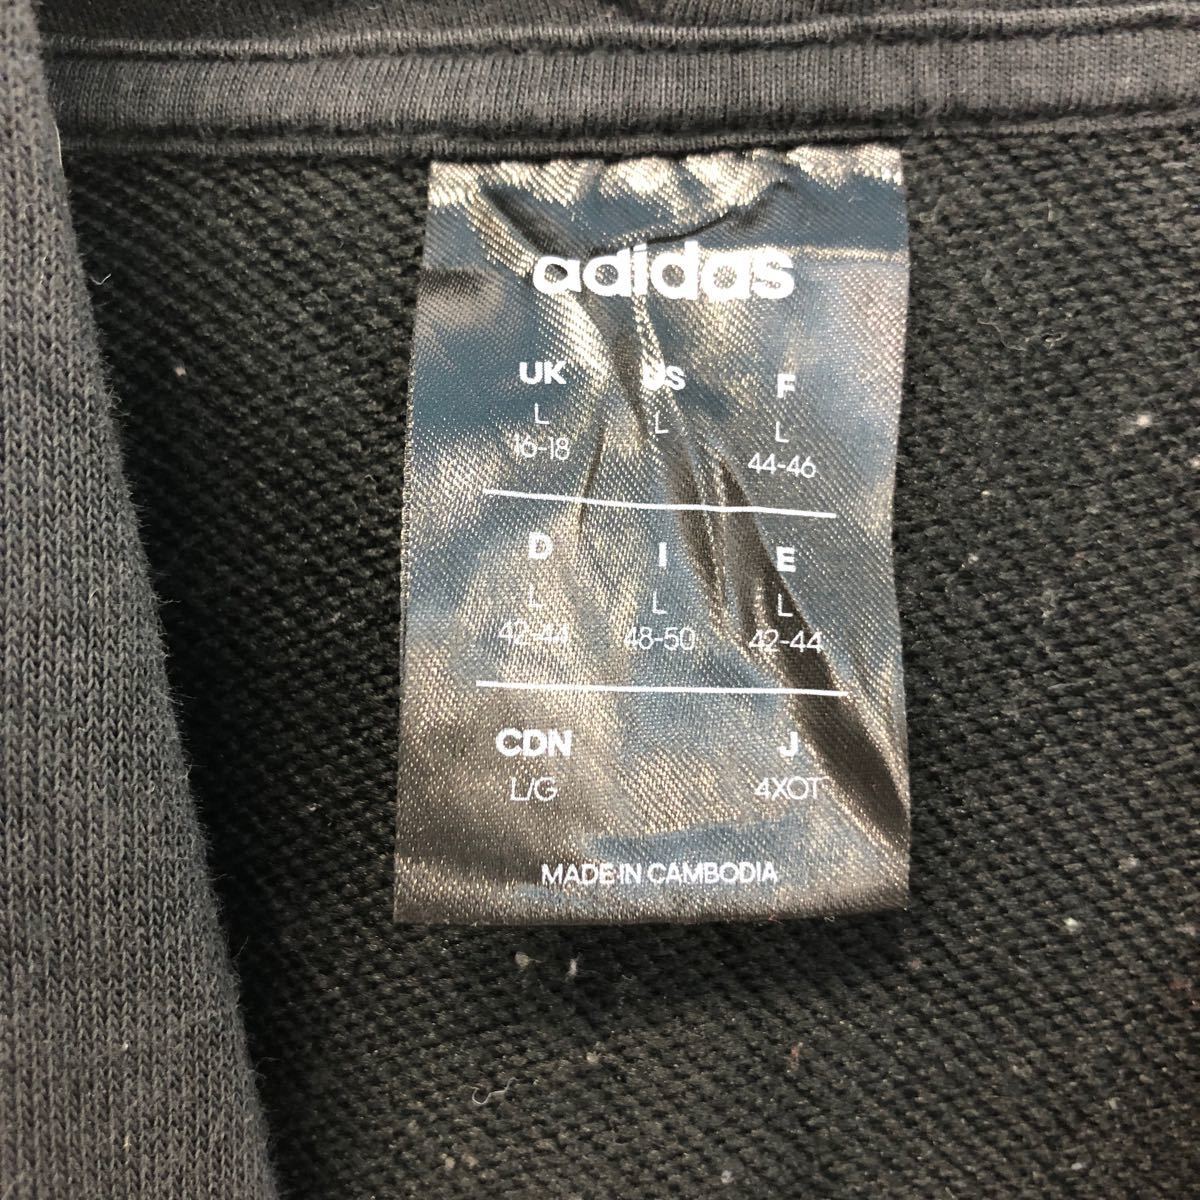 adidas
UK US F
L L L
16-18 44-46
D I E
L L L
42-44 48-50 42-44
CDN J
L/G 4XOT
MADE IN CAMBODIA